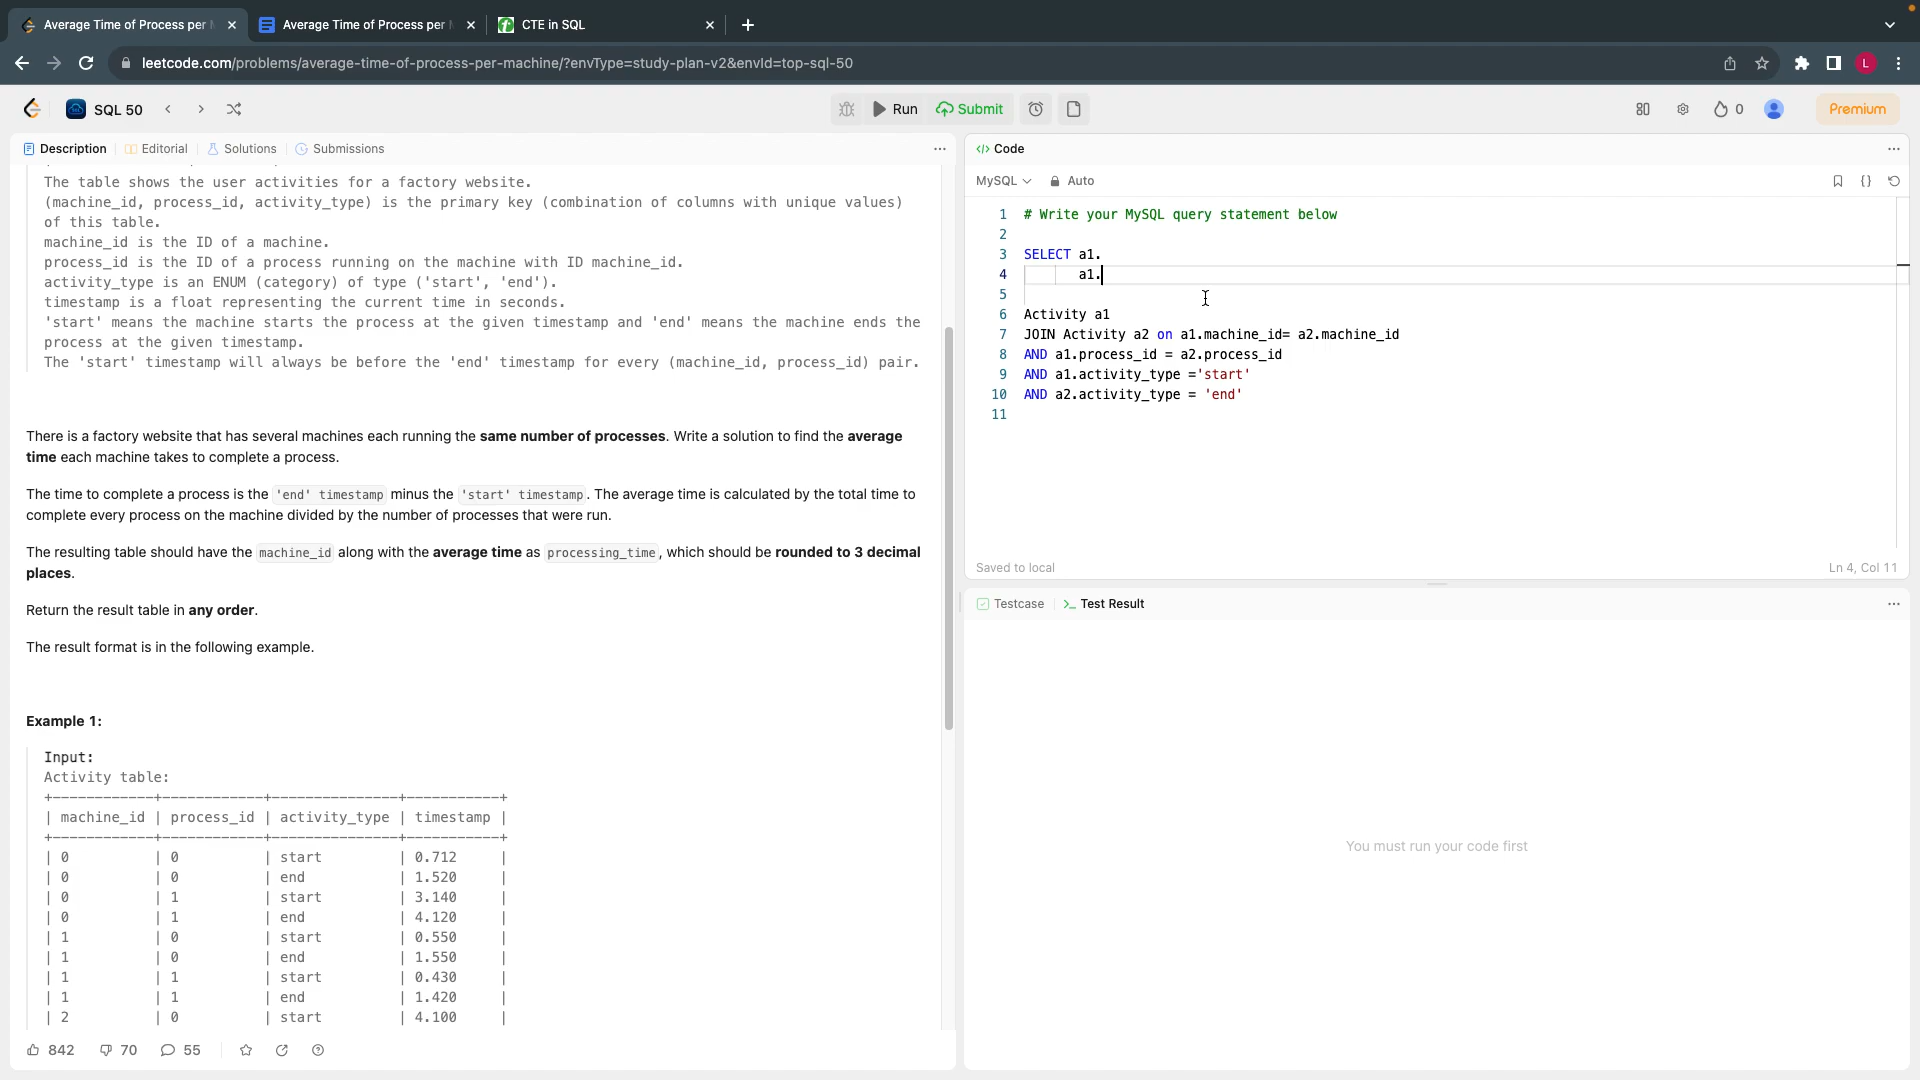 Average Time of Process per M
Average Time of Process per M
CTE in SQL
leetcode.com/problems/average-time-of-process-per-machine/?envType=study-plan-v2&envId=top-sql-50
L
SQL 50
Run
Submit
0
Premium
Description
Editorial
Solutions
Submissions
The table shows the user activities for a factory website.
(machine_id, process_id, activity_type) is the primary key (combination of columns with unique values)
of this table.
machine_id is the ID of a machine.
process_id is the ID of a process running on the machine with ID machine_id.
activity_type is an ENUM (category) of type ('start', 'end').
timestamp is a float representing the current time in seconds.
'start' means the machine starts the process at the given timestamp and 'end' means the machine ends the
process at the given timestamp.
The 'start' timestamp will always be before the 'end' timestamp for every (machine_id, process_id) pair.
There is a factory website that has several machines each running the same number of processes. Write a solution to find the average
time each machine takes to complete a process.
The time to complete a process is the 'end' timestamp minus the 'start' timestamp. The average time is calculated by the total time to
complete every process on the machine divided by the number of processes that were run.
The resulting table should have the machine_id along with the average time as processing_time, which should be rounded to 3 decimal
places.
Return the result table in any order.
The result format is in the following example.
Example 1:
Input:
Activity table:
+------------+------------+---------------+-----------+
| machine_id | process_id | activity_type | timestamp |
+------------+------------+---------------+-----------+
| 0 | 0 | start | 0.712 |
| 0 | 0 | end | 1.520 |
| 0 | 1 | start | 3.140 |
| 0 | 1 | end | 4.120 |
| 1 | 0 | start | 0.550 |
| 1 | 0 | end | 1.550 |
| 1 | 1 | start | 0.430 |
| 1 | 1 | end | 1.420 |
| 2 | 0 | start | 4.100 |
842
70
55
</> Code
MySQL
Auto
1 # Write your MySQL query statement below
2
3 SELECT a1.
4 a1.
5
6 Activity a1
7 JOIN Activity a2 on a1.machine_id= a2.machine_id
8 AND a1.process_id = a2.process_id
9 AND a1.activity_type ='start'
10 AND a2.activity_type = 'end'
11
Saved to local
Ln 4, Col 11
Testcase
>_ Test Result
You must run your code first